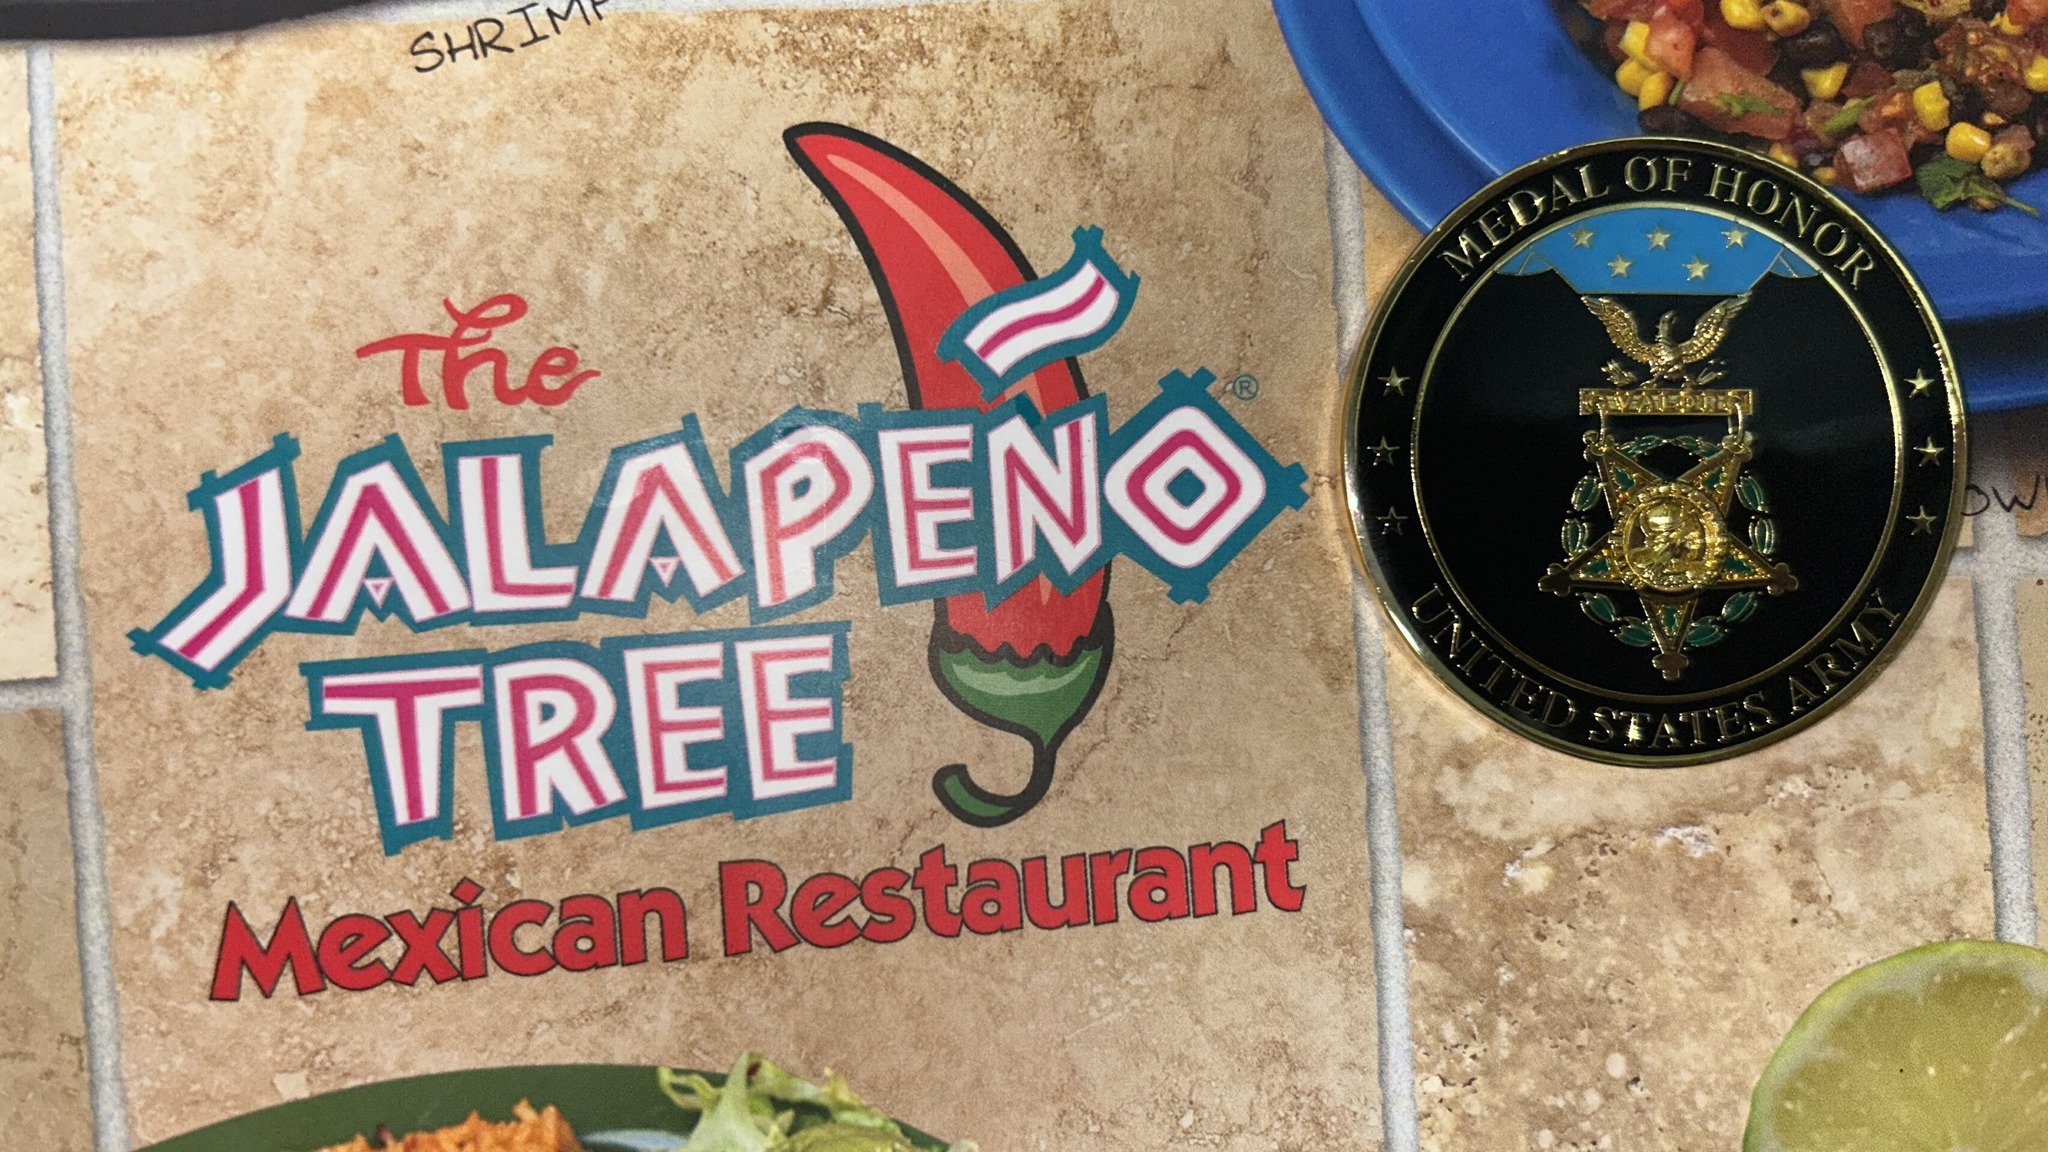 SHRIMP
The
JALAPEÑO®
TREE
Mexican Restaurant
MEDAL OF HONOR
VALOR
UNITED STATES ARMY